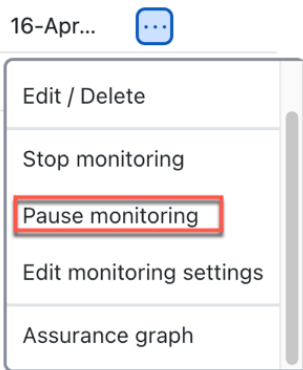 16-Apr...
Edit / Delete
Stop monitoring
Pause monitoring
Edit monitoring settings
Assurance graph